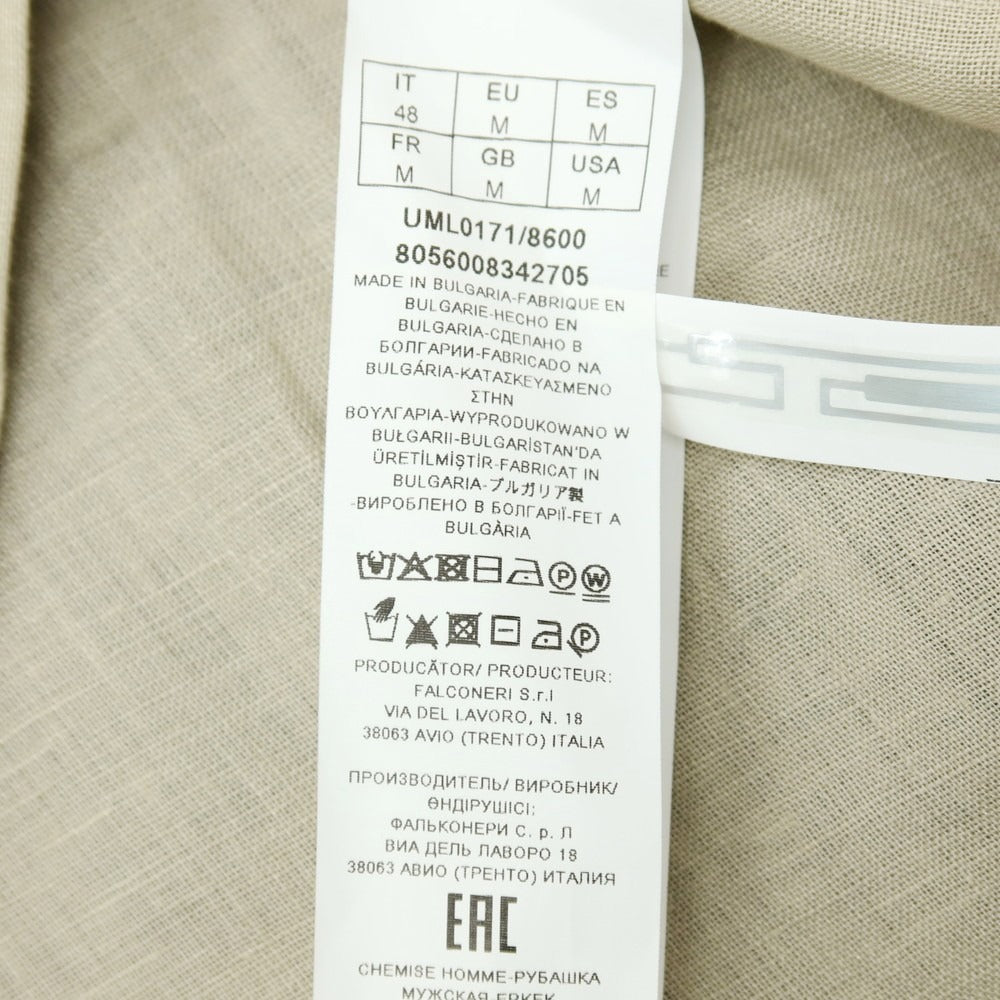 IT EU ES
48 M M
FR GB USA
M M M
UML0171/8600
8056008342705
MADE IN BULGARIA-FABRIQUE EN
BULGARIE-HECHO EN
BULGARIA-СДЕЛАНО В
БОЛГАРИИ-FABRICADO NA
BULGÁRIA-ΚΑΤΑΣΚΕΥΑΣΜΕΝΟ
ΣΤΗΝ
ΒΟΥΛΓΑΡΙΑ-WYPRODUKOWANO W
BUŁGARII-BULGARİSTAN'DA
ÜRETİLMİŞTİR-FABRICAT IN
BULGARIA-ブルガリア製
-ВИРОБЛЕНО В БОЛГАРІЇ-FET A
BULGÀRIA
P W
P
PRODUCĂTOR/ PRODUCTEUR:
FALCONERI S.r.l
VIA DEL LAVORO, N. 18
38063 AVIO (TRENTO) ITALIA
ПРОИЗВОДИТЕЛЬ/ ВИРОБНИК/
ӨНДІРУШІСІ:
ФАЛЬКОНЕРИ С. р. Л
ВИА ДЕЛЬ ЛАВОРО 18
38063 АВИО (ТРЕНТО) ИТАЛИЯ
EAC
CHEMISE HOMME-РУБАШКА
МУЖСКАЯ-ERKEK